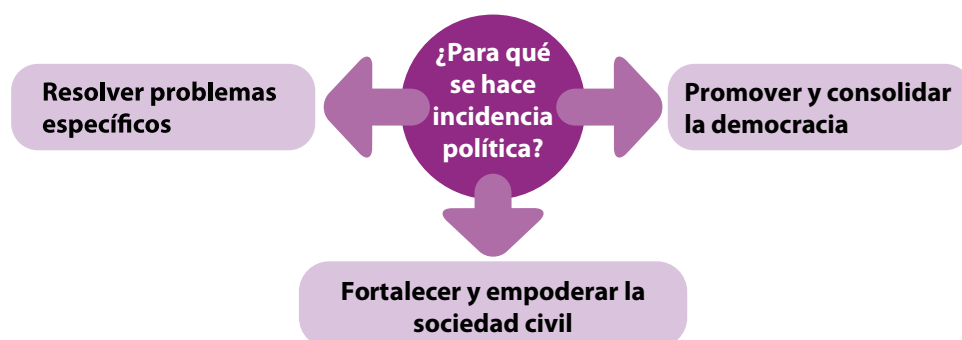 ¿Para qué
se hace
incidencia
política?
Resolver problemas
específicos
Promover y consolidar
la democracia
Fortalecer y empoderar la
sociedad civil